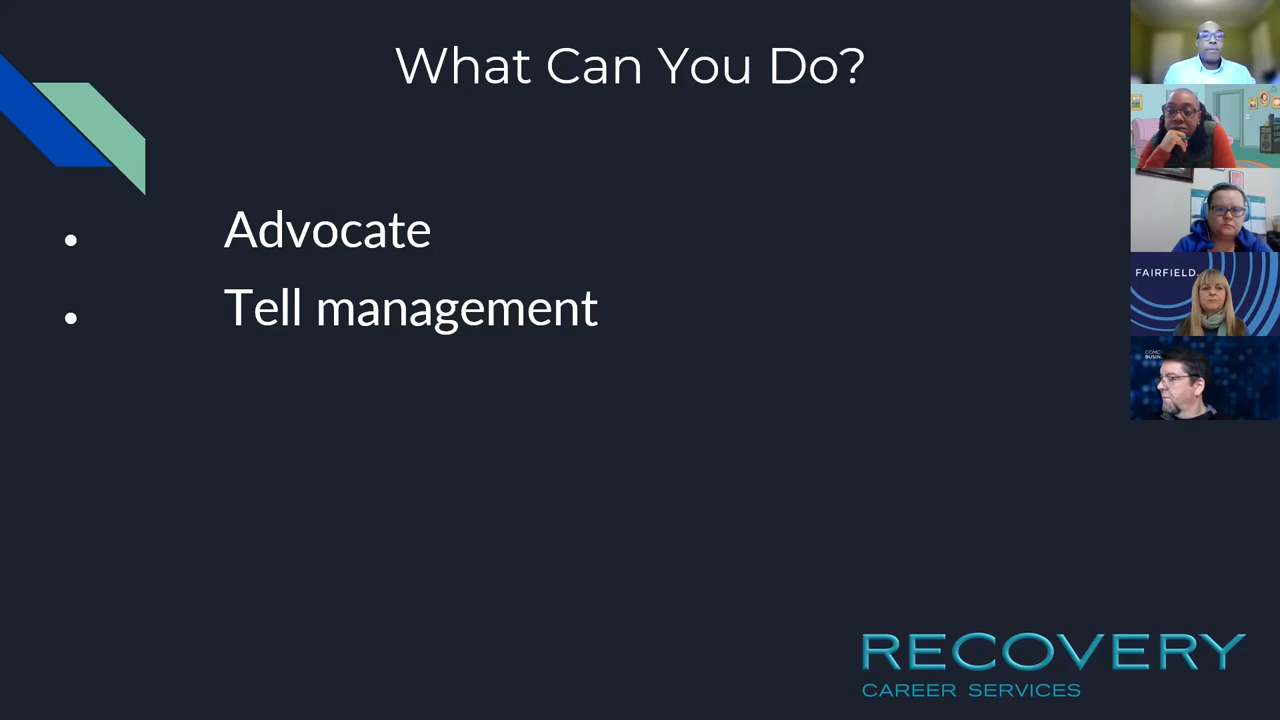 What Can You Do?
• Advocate
• Tell management
FAIRFIELD
RECOVERY
CAREER SERVICES